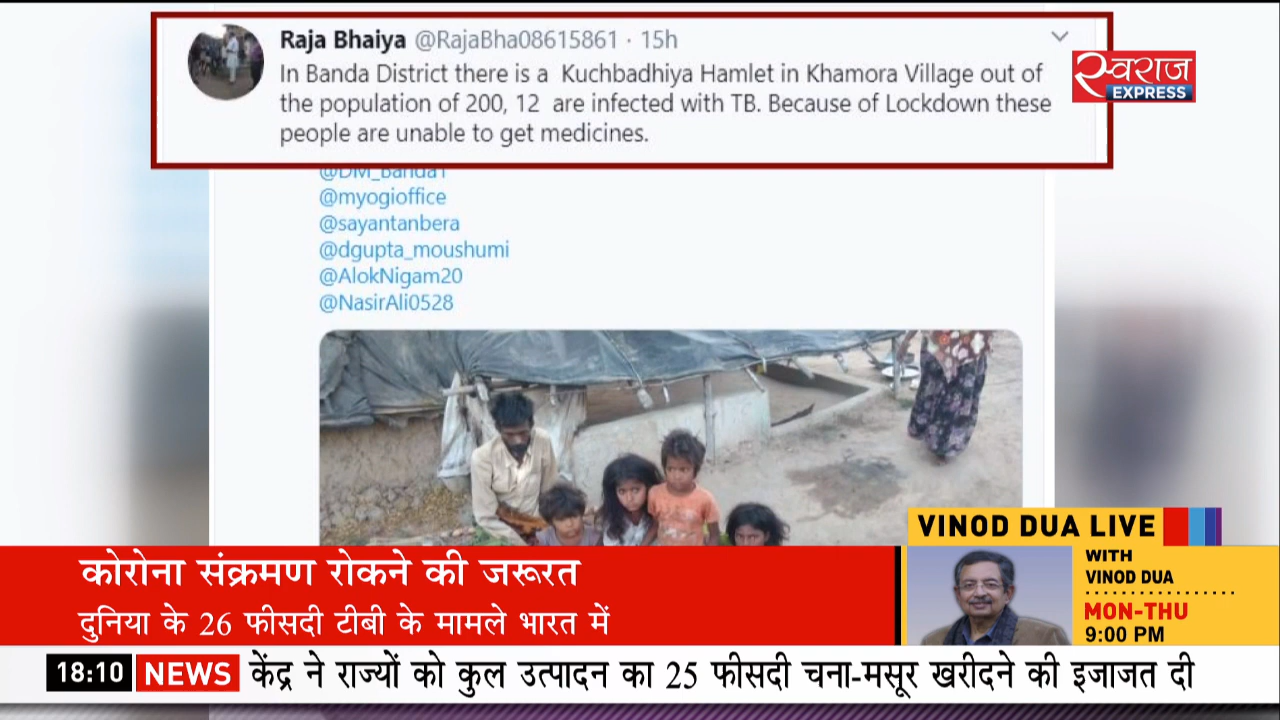 Raja Bhaiya @RajaBha08615861 · 15h
In Banda District there is a Kuchbadhiya Hamlet in Khamora Village out of
the population of 200, 12 are infected with TB. Because of Lockdown these
people are unable to get medicines.
स्वराज
EXPRESS
@DM_Banda1
@myogioffice
@sayantanbera
@dgupta_moushumi
@AlokNigam20
@NasirAli0528
VINOD DUA LIVE
WITH
VINOD DUA
MON-THU
9:00 PM
कोरोना संक्रमण रोकने की जरूरत
दुनिया के 26 फीसदी टीबी के मामले भारत में
18:10 NEWS केंद्र ने राज्यों को कुल उत्पादन का 25 फीसदी चना-मसूर खरीदने की इजाजत दी